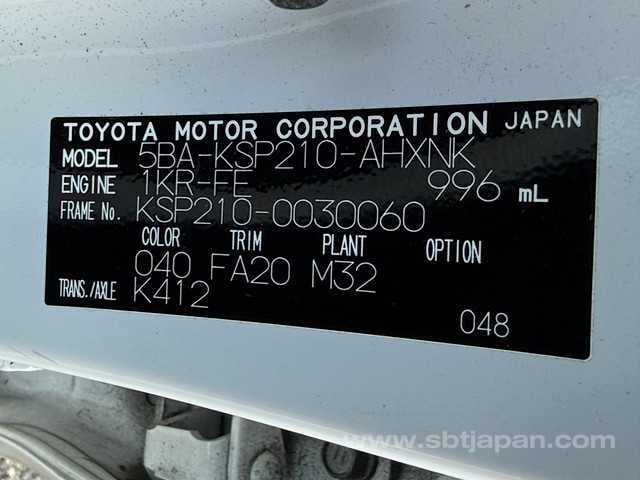 TOYOTA MOTOR CORPORATION JAPAN
MODEL 5BA-KSP210-AHXNK
ENGINE 1KR-FE 996 mL
FRAME No. KSP210-0030060
COLOR TRIM PLANT OPTION
040 FA20 M32
TRANS./AXLE K412
048
www.sbtjapan.com